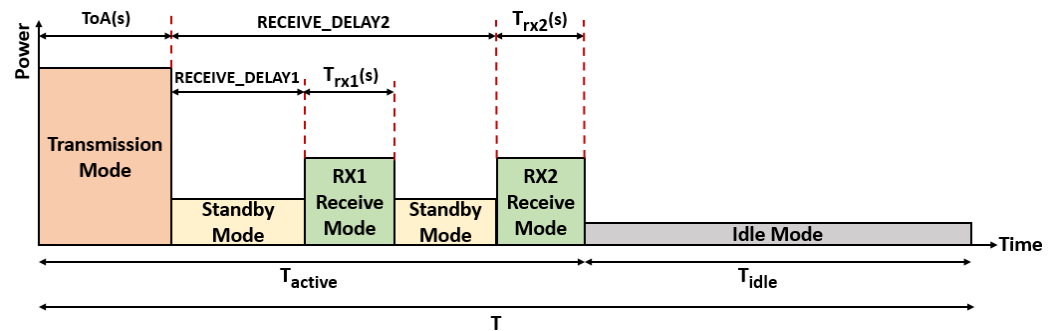 ToA(s)
RECEIVE_DELAY2
Trx2(s)
Power
RECEIVE_DELAY1
Trx1(s)
Transmission
Mode
Standby
Mode
RX1
Receive
Mode
Standby
Mode
RX2
Receive
Mode
Idle Mode
Time
Tactive
Tidle
T